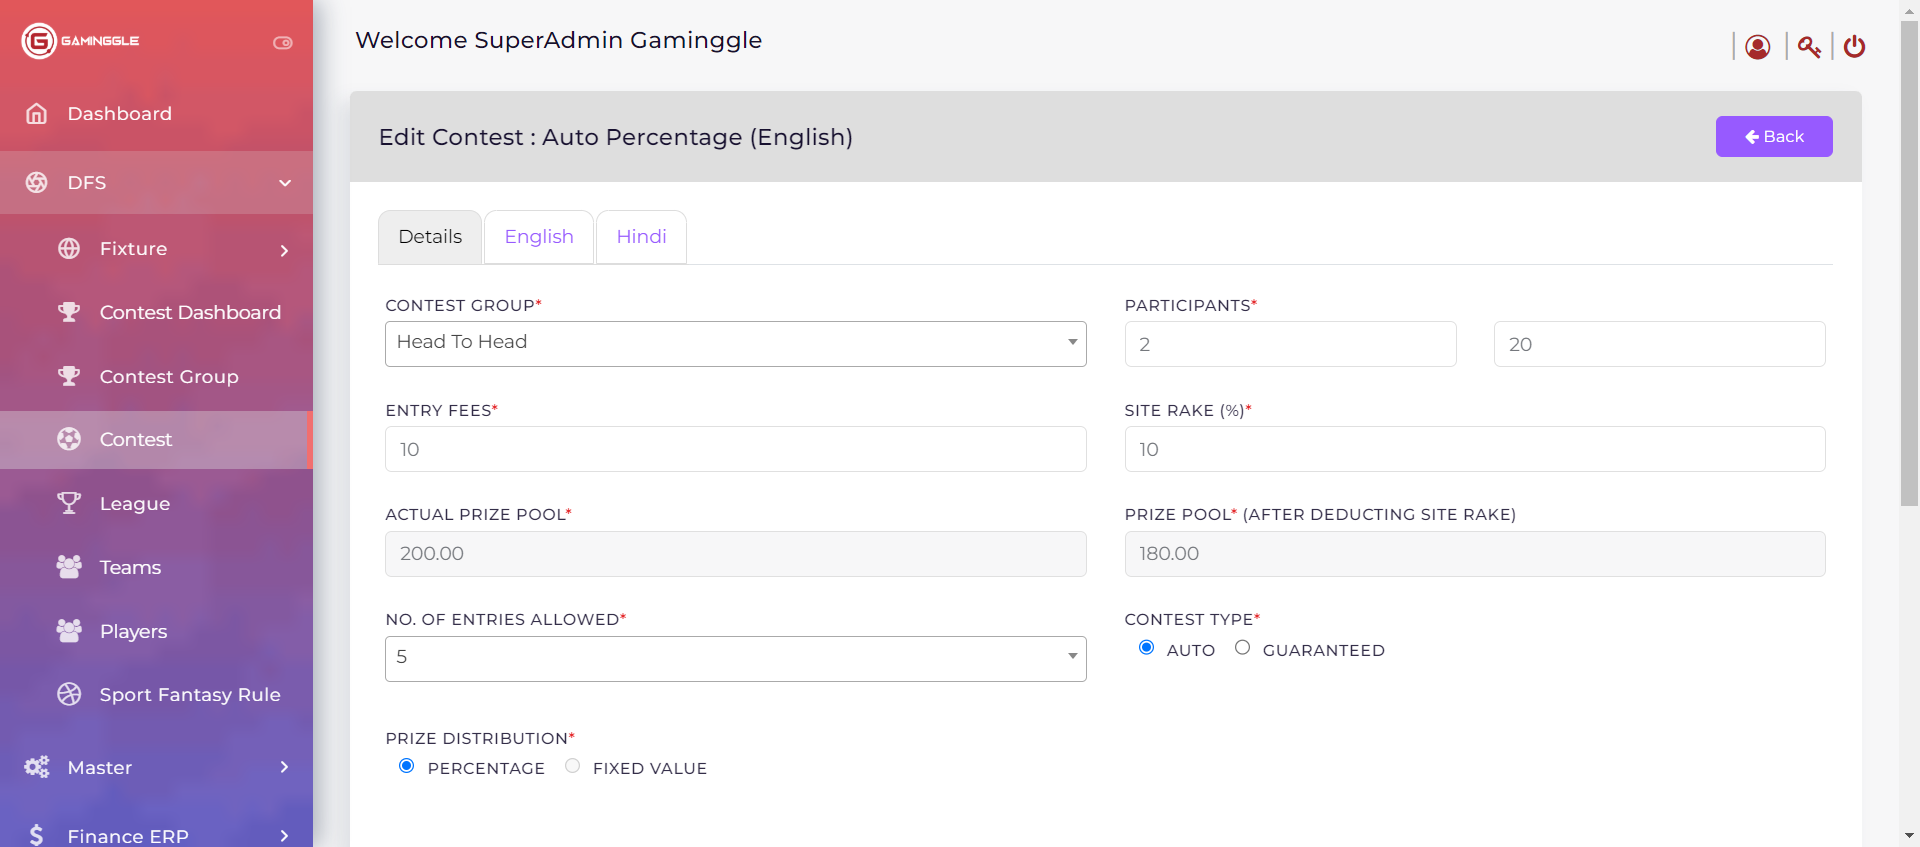 GAMINGGLE
Welcome SuperAdmin Gaminggle
Dashboard
DFS
Fixture
Contest Dashboard
Contest Group
Contest
League
Teams
Players
Sport Fantasy Rule
Master
Finance ERP
Edit Contest : Auto Percentage (English)
Back
Details English Hindi
CONTEST GROUP*
Head To Head
PARTICIPANTS*
2 20
ENTRY FEES*
10
SITE RAKE (%)*
10
ACTUAL PRIZE POOL*
200.00
PRIZE POOL* (AFTER DEDUCTING SITE RAKE)
180.00
NO. OF ENTRIES ALLOWED*
5
CONTEST TYPE*
AUTO GUARANTEED
PRIZE DISTRIBUTION*
PERCENTAGE FIXED VALUE